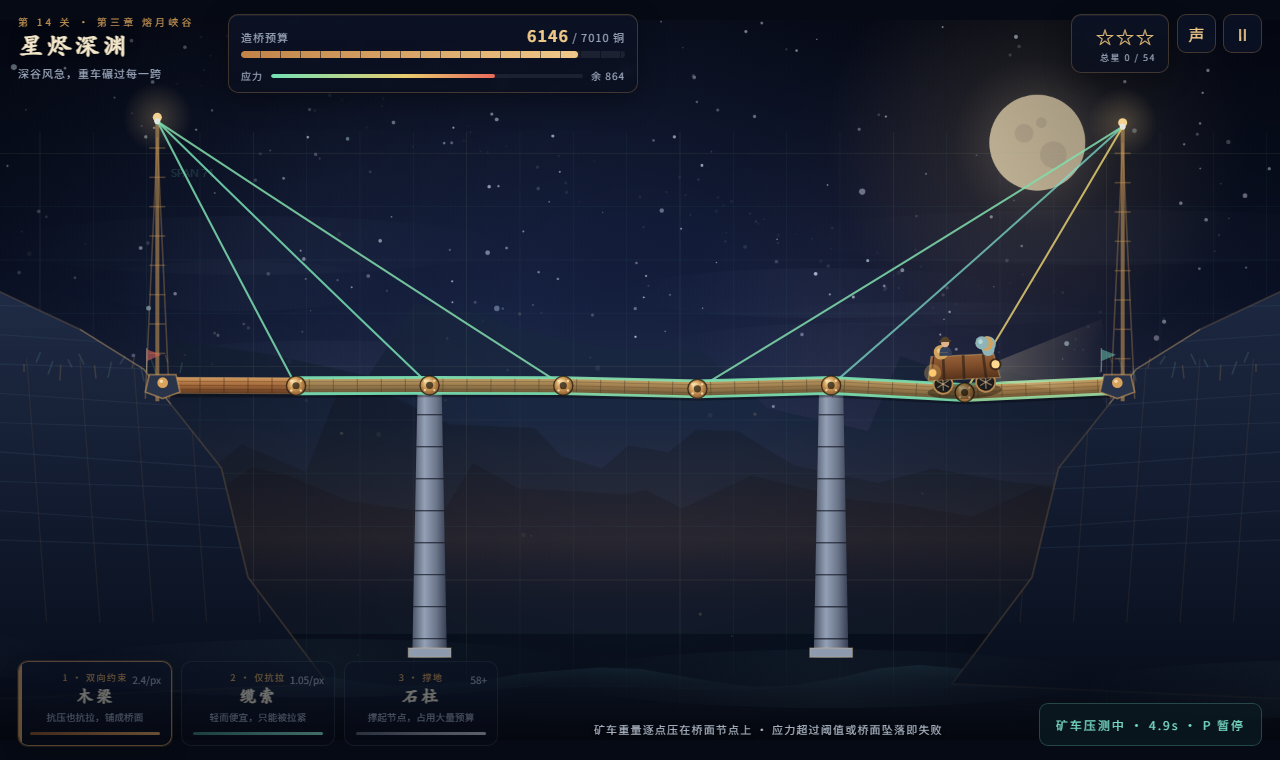 第 14 关 · 第三章 熔月峡谷
星烬深渊
深谷风急，重车碾过每一跨
造桥预算
6146 / 7010 铜
应力
余 864
☆☆☆
总星 0 / 54
声
II
SPAN 7
1 · 双向约束 2.4/px
木梁
抗压也抗拉，铺成桥面
2 · 仅抗拉 1.05/px
缆索
轻而便宜，只能被拉紧
3 · 撑地 58+
石柱
撑起节点，占用大量预算
矿车重量逐点压在桥面节点上 · 应力超过阈值或桥面坠落即失败
矿车压测中 · 4.9s · P 暂停